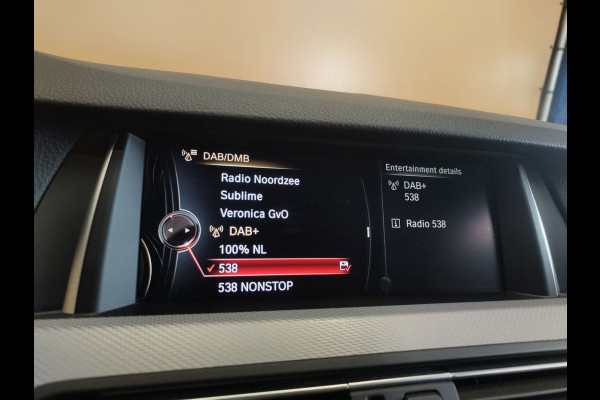 DAB/DMB
Radio Noordzee
Sublime
Veronica GvO
DAB+
100% NL
538
538 NONSTOP
Entertainment details
DAB+
538
Radio 538